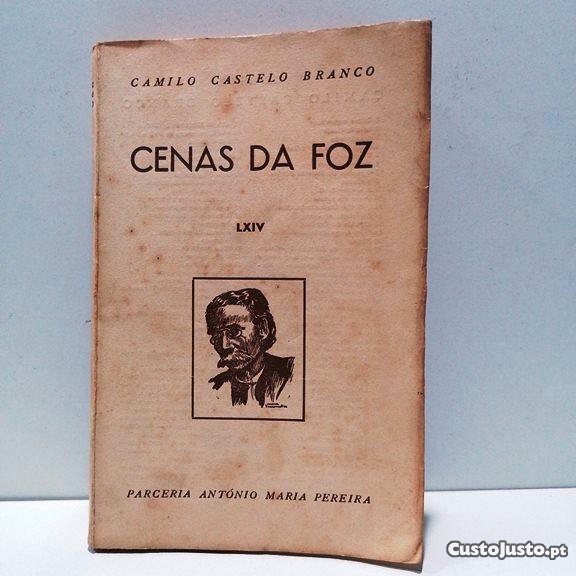 CAMILO CASTELO BRANCO
CENAS DA FOZ
LXIV
PARCERIA ANTÓNIO MARIA PEREIRA
CustoJusto.pt